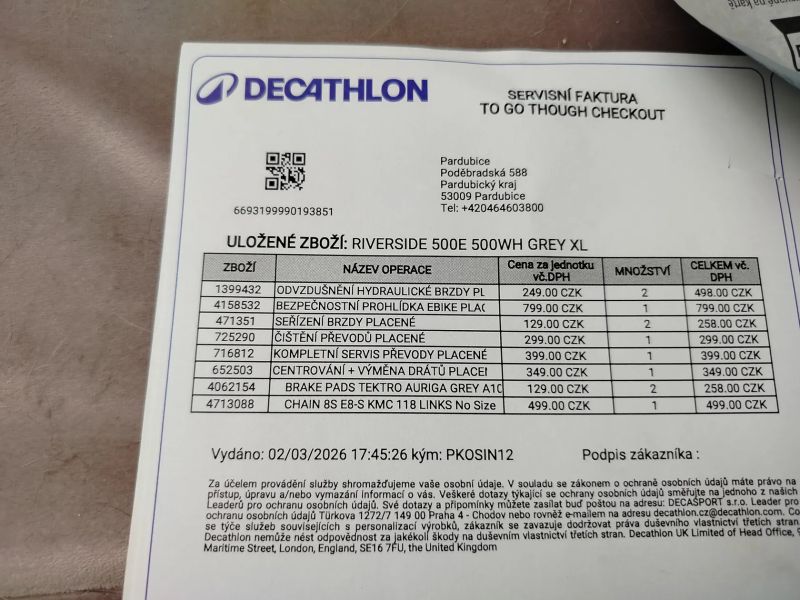 DECATHLON
SERVISNÍ FAKTURA
TO GO THOUGH CHECKOUT
Pardubice
Poděbradská 588
Pardubický kraj
53009 Pardubice
Tel: +420464603800
6693199990193851
ULOŽENÉ ZBOŽÍ: RIVERSIDE 500E 500WH GREY XL
ZBOŽÍ NÁZEV OPERACE Cena za jednotku vč.DPH MNOŽSTVÍ CELKEM vč. DPH
1399432 ODVZDUŠNĚNÍ HYDRAULICKÉ BRZDY PL 249.00 CZK 2 498.00 CZK
4158532 BEZPEČNOSTNÍ PROHLÍDKA EBIKE PLAC 799.00 CZK 1 799.00 CZK
471351 SEŘÍZENÍ BRZDY PLACENÉ 129.00 CZK 2 258.00 CZK
725290 ČIŠTĚNÍ PŘEVODŮ PLACENÉ 299.00 CZK 1 299.00 CZK
716812 KOMPLETNÍ SERVIS PŘEVODY PLACENÉ 399.00 CZK 1 399.00 CZK
652503 CENTROVÁNÍ + VÝMĚNA DRÁTŮ PLACEI 349.00 CZK 1 349.00 CZK
4062154 BRAKE PADS TEKTRO AURIGA GREY A10 129.00 CZK 2 258.00 CZK
4713088 CHAIN 8S E8-S KMC 118 LINKS No Size 499.00 CZK 1 499.00 CZK
Vydáno: 02/03/2026 17:45:26 kým: PKOSIN12 Podpis zákazníka :
Za účelem provádění služby shromažďujeme vaše osobní údaje. V souladu se zákonem o ochraně osobních údajů máte právo na
přístup, úpravu a/nebo vymazání informací o vás. Veškeré dotazy týkající se ochrany osobních údajů směřujte na jednoho z našich
Leaderů pro ochranu osobních údajů. Své dotazy a připomínky můžete zasílat buď poštou na adresu: DECASPORT s.r.o. Leader pro
ochranu osobních údajů Türkova 1272/7 149 00 Praha 4 - Chodov nebo rovněž e-mailem na adresu decathlon.cz@decathlon.com. Co
se týče služeb souvisejících s personalizací výrobků, zákazník se zavazuje dodržovat práva duševního vlastnictví třetích stran.
Decathlon nemůže nést odpovědnost za jakékoli škody na duševním vlastnictví třetích stran. Decathlon UK Limited of Head Office,
Maritime Street, London, England, SE16 7FU, the United Kingdom